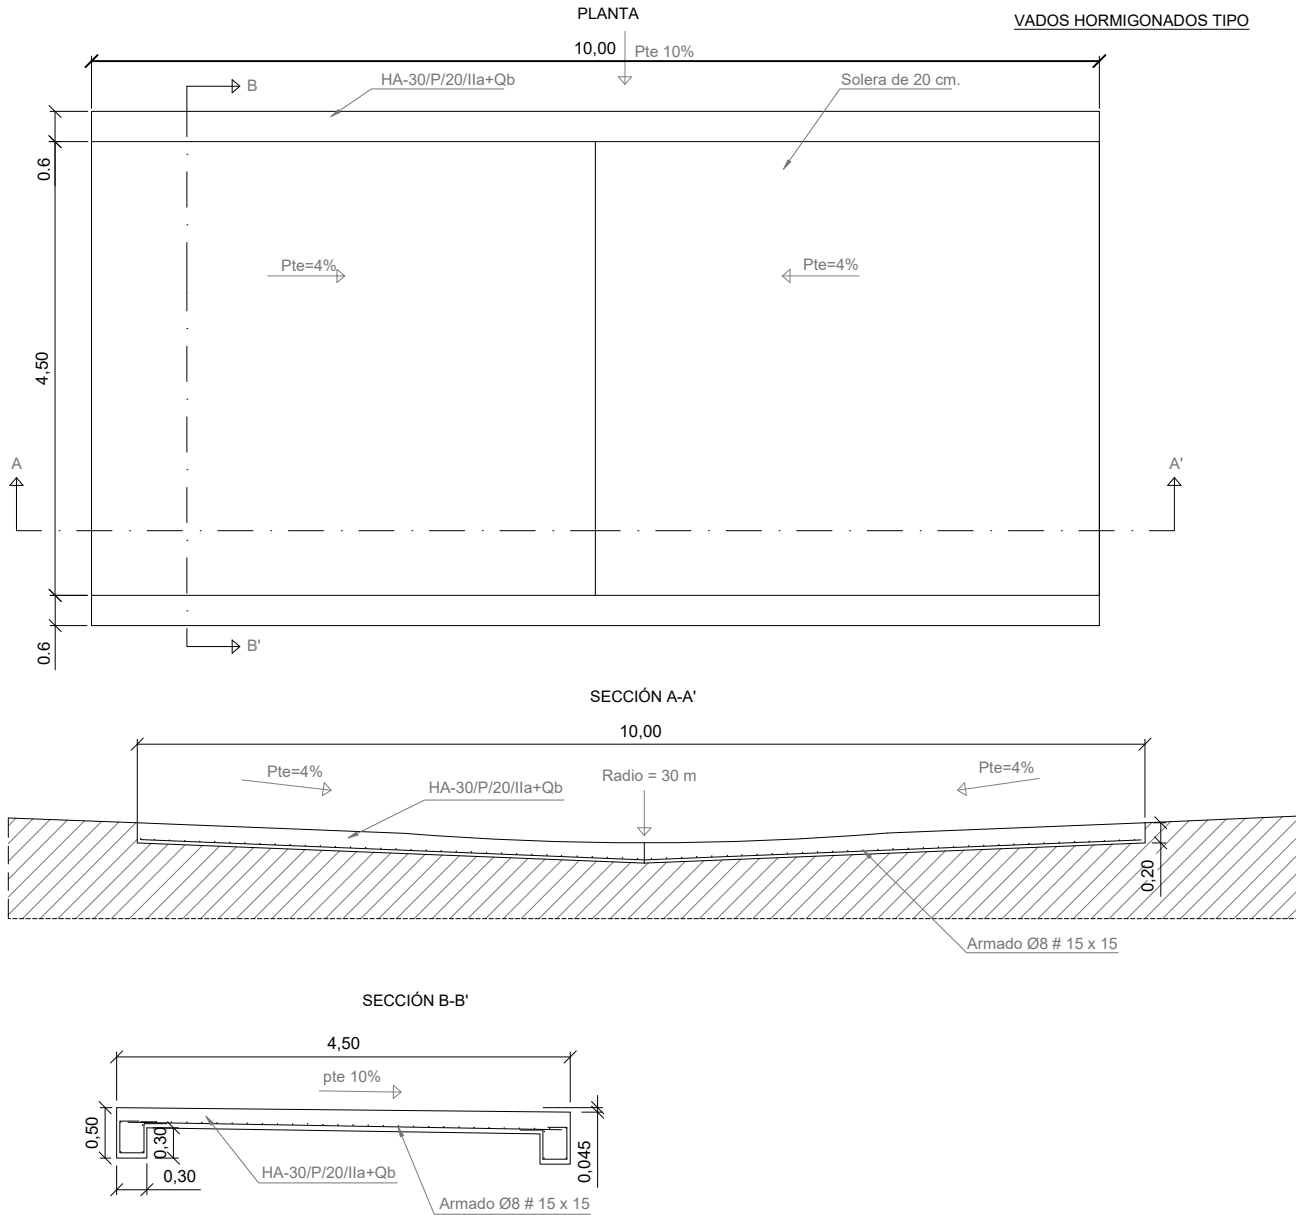 PLANTA
VADOS HORMIGONADOS TIPO
10,00
Pte 10%
B
HA-30/P/20/IIa+Qb
Solera de 20 cm.
0.6
Pte=4%
Pte=4%
4,50
A
A'
0.6
B'
SECCIÓN A-A'
10,00
Pte=4%
HA-30/P/20/IIa+Qb
Radio = 30 m
Pte=4%
0,20
Armado Ø8 # 15 x 15
SECCIÓN B-B'
4,50
pte 10%
0,50
0,30
0,045
0,30
HA-30/P/20/IIa+Qb
Armado Ø8 # 15 x 15